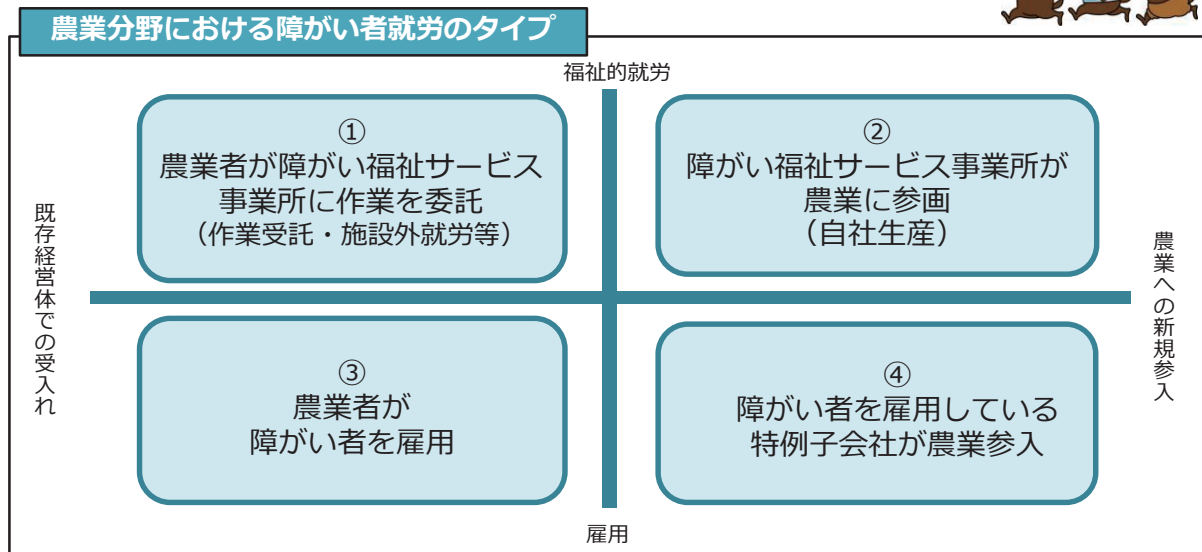 農業分野における障がい者就労のタイプ
福祉的就労
①
農業者が障がい福祉サービス
事業所に作業を委託
（作業受託・施設外就労等）
②
障がい福祉サービス事業所が
農業に参画
（自社生産）
既存経営体での受入れ
農業への新規参入
③
農業者が
障がい者を雇用
④
障がい者を雇用している
特例子会社が農業参入
雇用